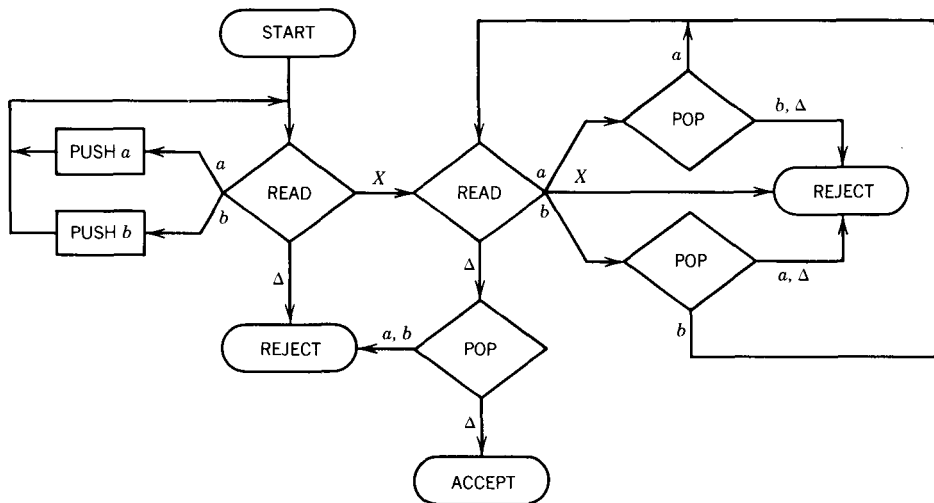 START
a
POP
b, Δ
PUSH a
a
READ
X
READ
a
X
REJECT
b
PUSH b
b
POP
a, Δ
Δ
Δ
b
REJECT
a, b
POP
Δ
ACCEPT